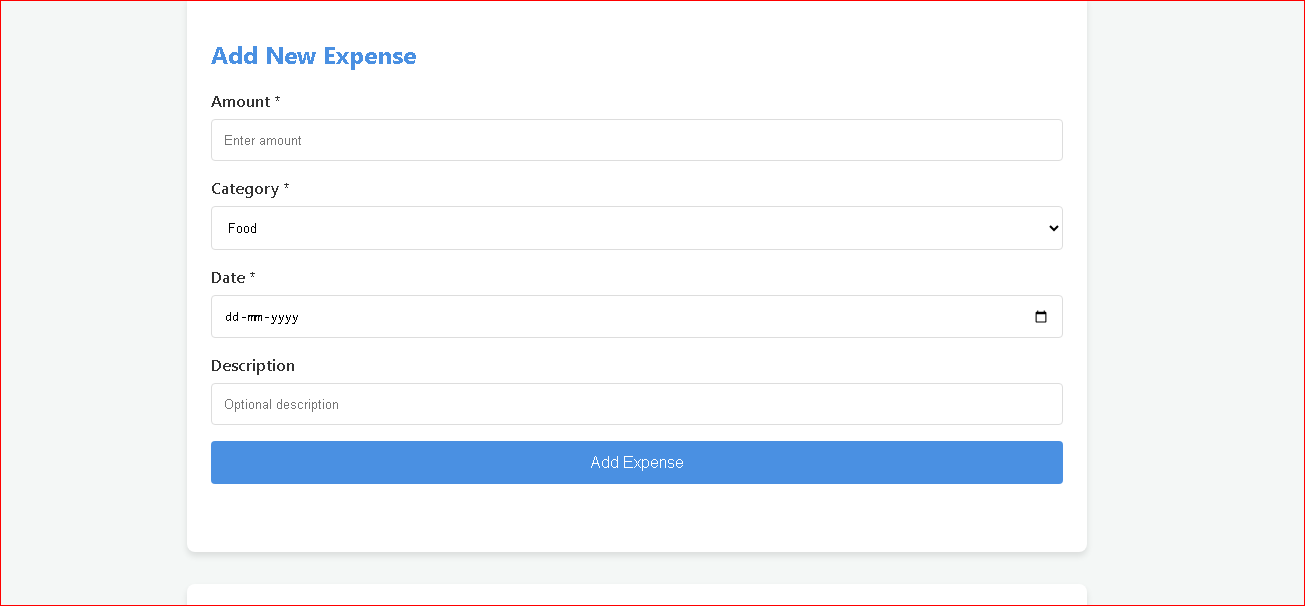 Add New Expense
Amount *
Enter amount
Category *
Food
Date *
dd-mm-yyyy
Description
Optional description
Add Expense